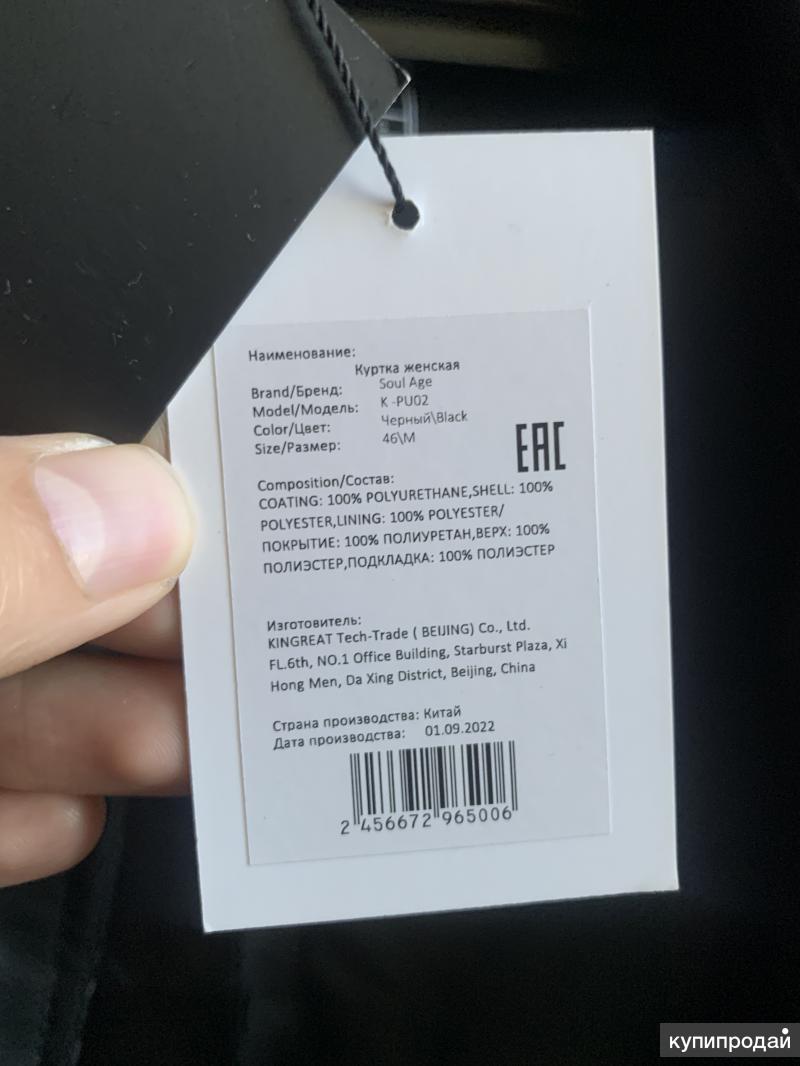 Наименование:
Куртка женская
Brand/Бренд: Soul Age
Model/Модель: K -PU02
Color/Цвет: Черный\Black
Size/Размер: 46\M
EAC
Composition/Состав:
COATING: 100% POLYURETHANE,SHELL: 100%
POLYESTER,LINING: 100% POLYESTER/
ПОКРЫТИЕ: 100% ПОЛИУРЕТАН,ВЕРХ: 100%
ПОЛИЭСТЕР,ПОДКЛАДКА: 100% ПОЛИЭСТЕР
Изготовитель:
KINGREAT Tech-Trade ( BEIJING) Co., Ltd.
FL.6th, NO.1 Office Building, Starburst Plaza, Xi
Hong Men, Da Xing District, Beijing, China
Страна производства: Китай
Дата производства: 01.09.2022
2 456672 965006
купипродай